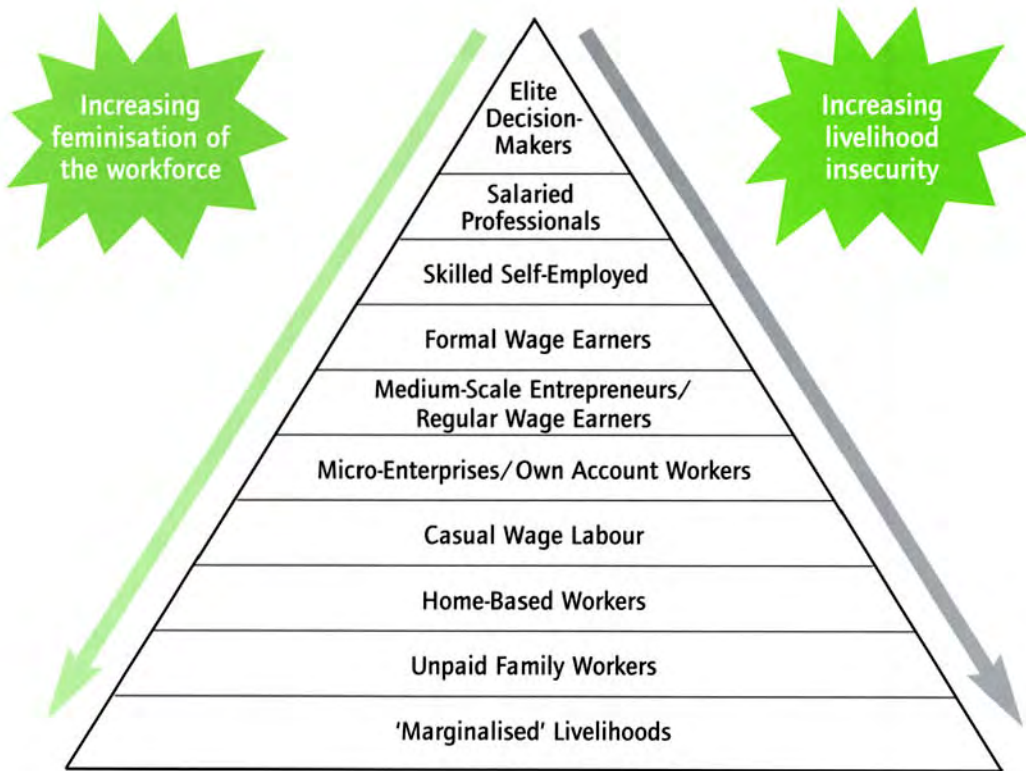 Increasing
feminisation of
the workforce
Increasing
livelihood
insecurity
Elite
Decision-
Makers
Salaried
Professionals
Skilled Self-Employed
Formal Wage Earners
Medium-Scale Entrepreneurs/
Regular Wage Earners
Micro-Enterprises/Own Account Workers
Casual Wage Labour
Home-Based Workers
Unpaid Family Workers
'Marginalised' Livelihoods